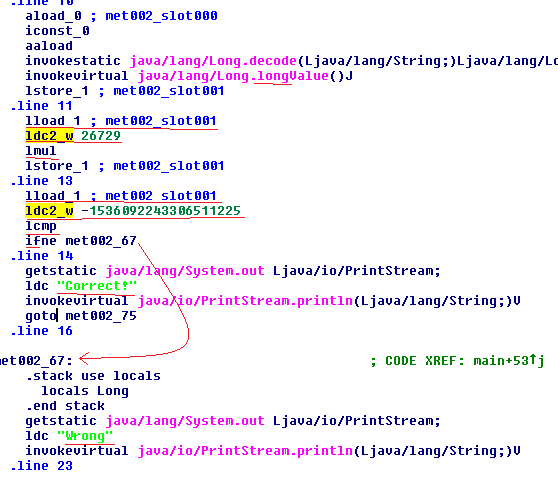 .line 10
aload_0 ; met002_slot000
iconst_0
aaload
invokestatic java/lang/Long.decode(Ljava/lang/String;)Ljava/lang/Lo
invokevirtual java/lang/Long.longValue()J
lstore_1 ; met002_slot001
.line 11
lload_1 ; met002_slot001
ldc2_w 26729
lmul
lstore_1 ; met002_slot001
.line 13
lload_1 ; met002_slot001
ldc2_w -1536092243306511225
lcmp
ifne met002_67
.line 14
getstatic java/lang/System.out Ljava/io/PrintStream;
ldc "Correct!"
invokevirtual java/io/PrintStream.println(Ljava/lang/String;)V
goto met002_75
.line 16
met002_67: ; CODE XREF: main+53↑j
.stack use locals
locals Long
.end stack
getstatic java/lang/System.out Ljava/io/PrintStream;
ldc "Wrong"
invokevirtual java/io/PrintStream.println(Ljava/lang/String;)V
.line 23